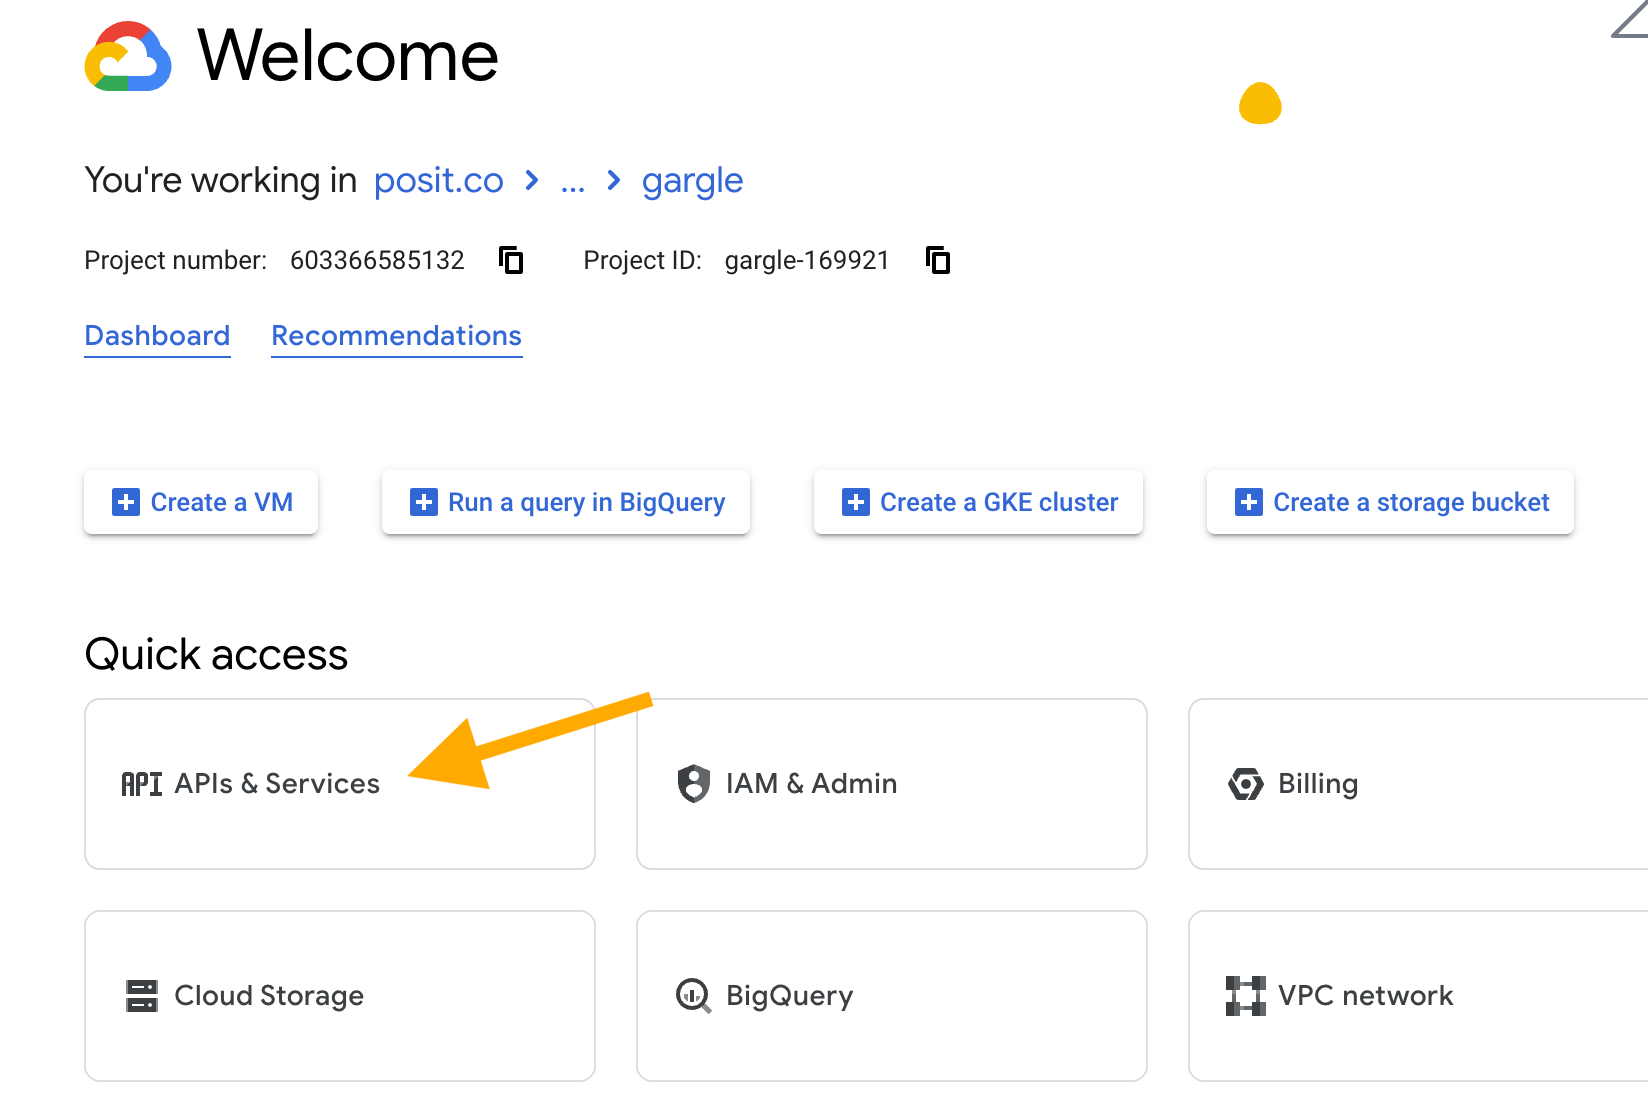 Welcome
You're working in posit.co > ... > gargle
Project number: 603366585132 Project ID: gargle-169921
Dashboard Recommendations
Create a VM Run a query in BigQuery Create a GKE cluster Create a storage bucket
Quick access
API APIs & Services IAM & Admin Billing
Cloud Storage BigQuery VPC network